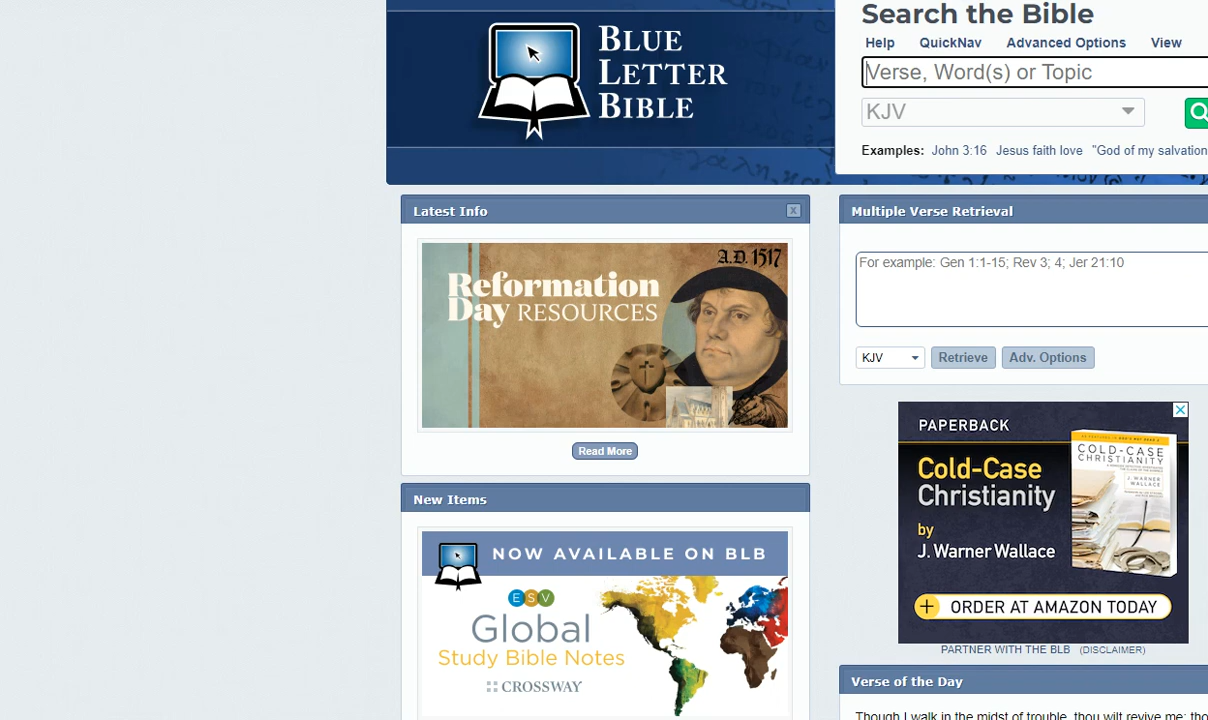 BLUE
LETTER
BIBLE
Search the Bible
Help QuickNav Advanced Options View
Verse, Word(s) or Topic
KJV
Examples: John 3:16 Jesus faith love "God of my salvation
Latest Info
x
A.D. 1517
Reformation
Day RESOURCES
Read More
Multiple Verse Retrieval
For example: Gen 1:1-15; Rev 3; 4; Jer 21:10
KJV Retrieve Adv. Options
PAPERBACK
Cold-Case
Christianity
by
J. Warner Wallace
COLD-CASE
CHRISTIANITY
J. WARNER
WALLACE
+ ORDER AT AMAZON TODAY
PARTNER WITH THE BLB (DISCLAIMER)
New Items
NOW AVAILABLE ON BLB
ESV
Global
Study Bible Notes
CROSSWAY
Verse of the Day
Though I walk in the midst of trouble, thou wilt revive me: tho